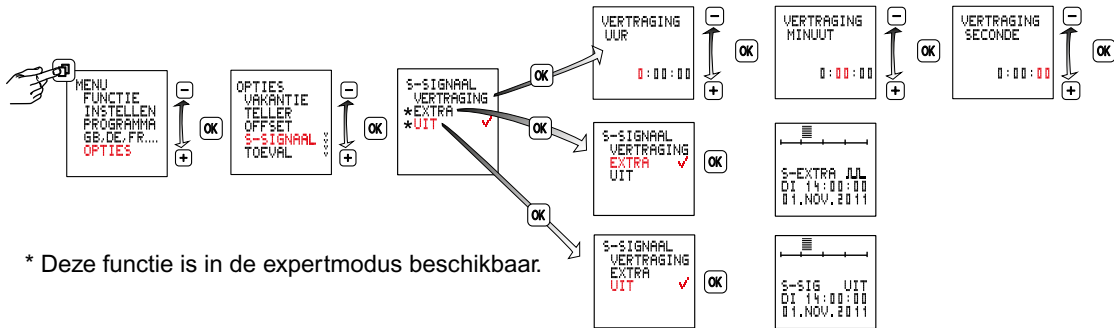 MENU
FUNCTIE
INSTELLEN
PROGRAMMA
GB,DE,FR....
OPTIES
−
+
OK
OPTIES
VAKANTIE
TELLER
OFFSET
S-SIGNAAL
TOEVAL
−
+
OK
S-SIGNAAL
VERTRAGING
*EXTRA
*UIT ✓
OK
VERTRAGING
UUR
0:00:00
−
+
OK
VERTRAGING
MINUUT
0:00:00
−
+
OK
VERTRAGING
SECONDE
0:00:00
−
+
OK
OK
S-SIGNAAL
VERTRAGING
EXTRA ✓
UIT
OK
S-EXTRA
DI 14:00:00
01.NOV.2011
OK
S-SIGNAAL
VERTRAGING
EXTRA
UIT ✓
OK
S-SIG UIT
DI 14:00:00
01.NOV.2011
* Deze functie is in de expertmodus beschikbaar.